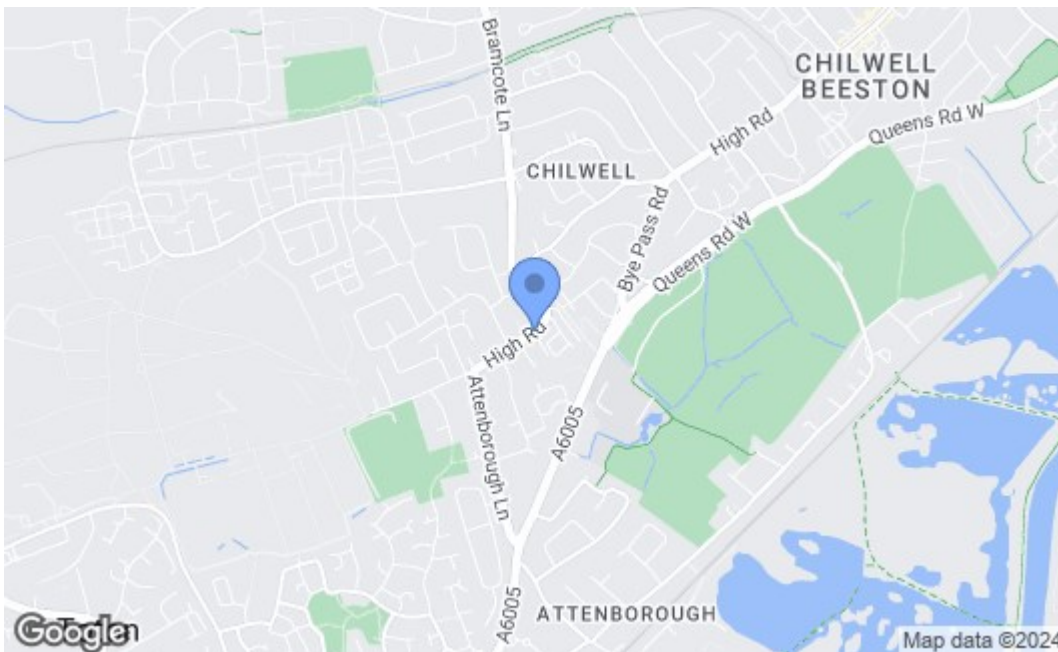 Bramcote Ln
CHILWELL
BEESTON
Queens Rd W
High Rd
CHILWELL
Bye Pass Rd
Queens Rd W
High Rd
Attenborough Ln
A6005
ATTENBOROUGH
A6005
Google
Map data ©2024